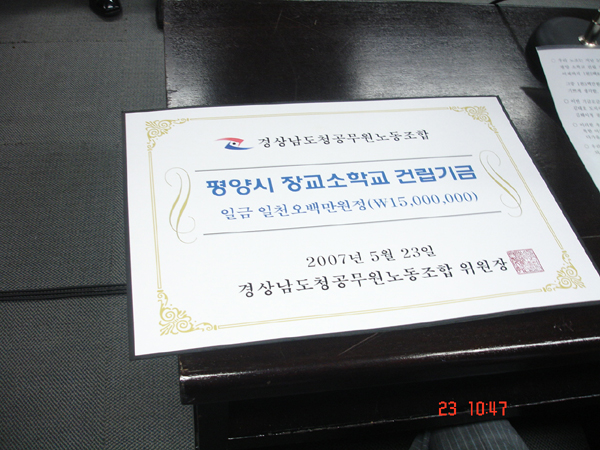 경상남도청공무원노동조합
평양시 장교소학교 건립기금
일금 일천오백만원정(₩15,000,000)
2007년 5월 23일
경상남도청공무원노동조합 위원장
23 10:47